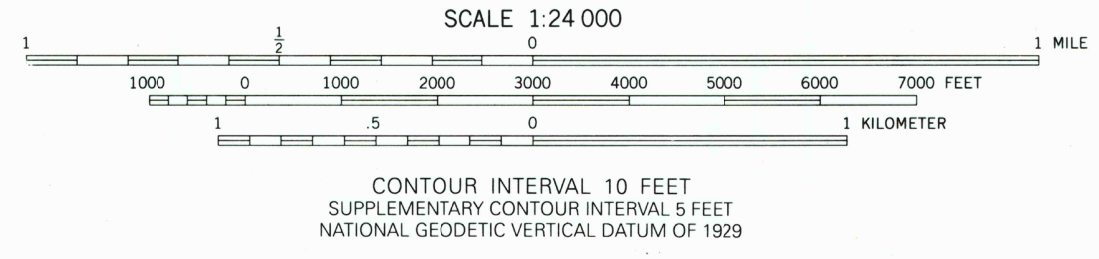 SCALE 1:24 000
1 1/2 0 1 MILE
1000 0 1000 2000 3000 4000 5000 6000 7000 FEET
1 .5 0 1 KILOMETER
CONTOUR INTERVAL 10 FEET
SUPPLEMENTARY CONTOUR INTERVAL 5 FEET
NATIONAL GEODETIC VERTICAL DATUM OF 1929